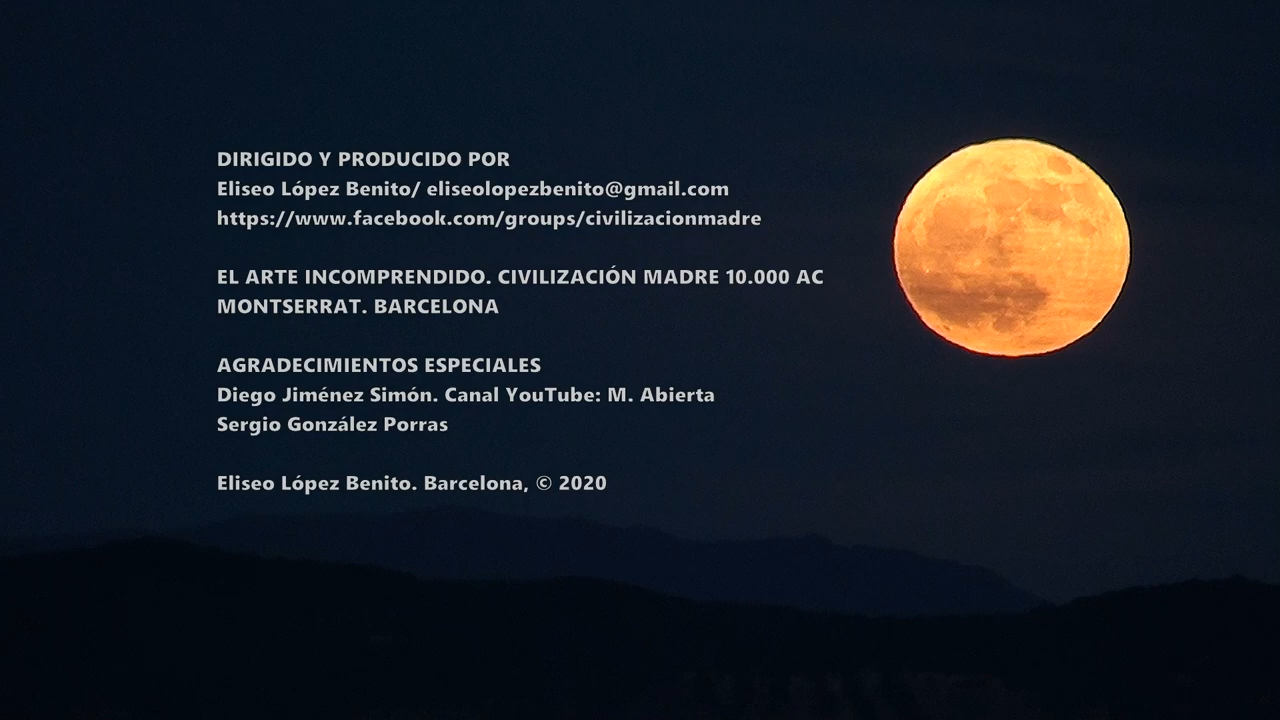 DIRIGIDO Y PRODUCIDO POR
Eliseo López Benito/ eliseolopezbenito@gmail.com
https://www.facebook.com/groups/civilizacionmadre
EL ARTE INCOMPRENDIDO. CIVILIZACIÓN MADRE 10.000 AC
MONTSERRAT. BARCELONA
AGRADECIMIENTOS ESPECIALES
Diego Jiménez Simón. Canal YouTube: M. Abierta
Sergio González Porras
Eliseo López Benito. Barcelona, © 2020